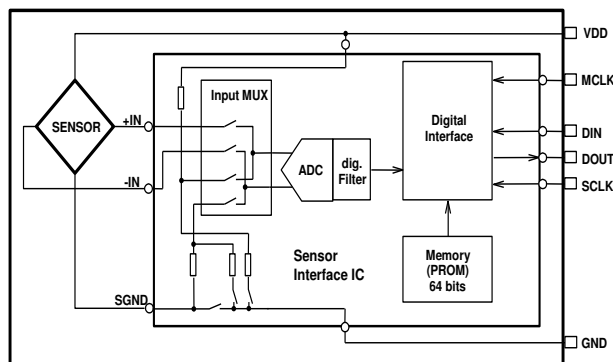 VDD
MCLK
Input MUX
+IN
SENSOR
Digital
Interface
DIN
DOUT
ADC
dig.
Filter
-IN
SCLK
Sensor
Interface IC
Memory
(PROM)
64 bits
SGND
GND